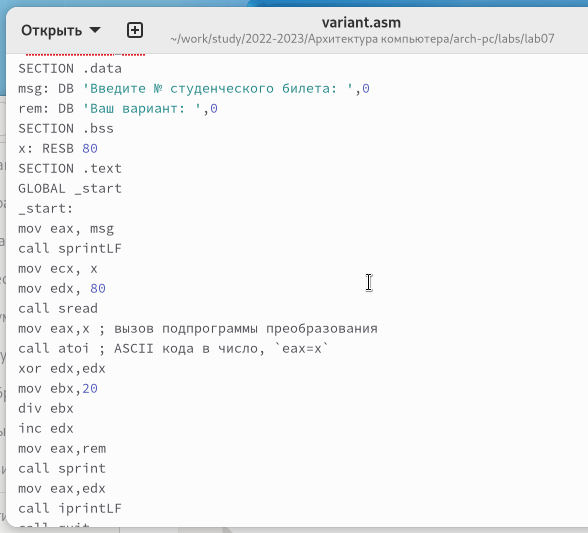 Открыть
variant.asm
~/work/study/2022-2023/Архитектура компьютера/arch-pc/labs/lab07
SECTION .data
msg: DB 'Введите № студенческого билета: ',0
rem: DB 'Ваш вариант: ',0
SECTION .bss
x: RESB 80
SECTION .text
GLOBAL _start
_start:
mov eax, msg
call sprintLF
mov ecx, x
mov edx, 80
call sread
mov eax,x ; вызов подпрограммы преобразования
call atoi ; ASCII кода в число, `eax=x`
xor edx,edx
mov ebx,20
div ebx
inc edx
mov eax,rem
call sprint
mov eax,edx
call iprintLF
call quit